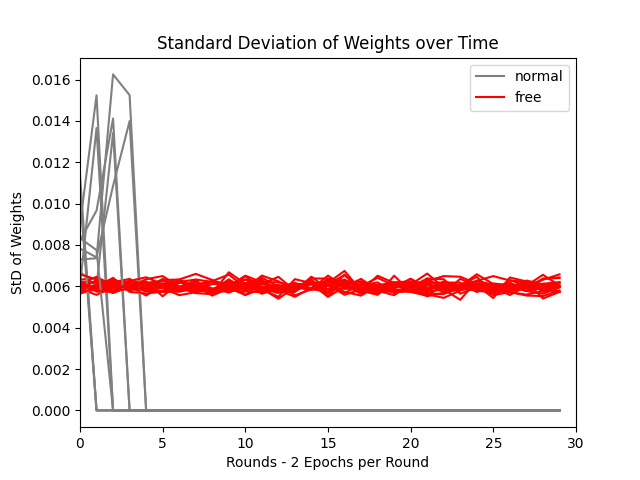 Standard Deviation of Weights over Time
normal
free
0.016
0.014
0.012
0.010
0.008
0.006
0.004
0.002
0.000
StD of Weights
0 5 10 15 20 25 30
Rounds - 2 Epochs per Round